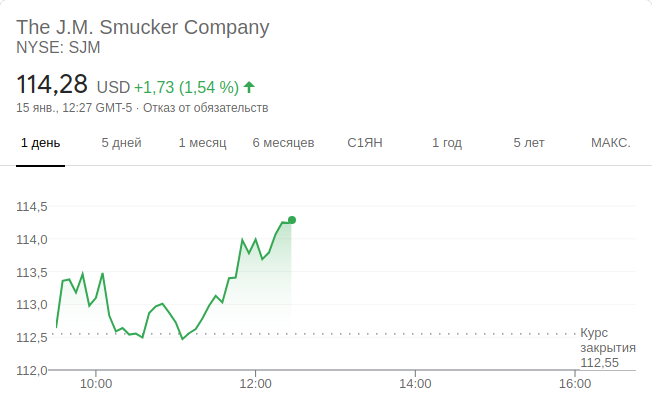 The J.M. Smucker Company
NYSE: SJM
114,28 USD +1,73 (1,54 %)
15 янв., 12:27 GMT-5 · Отказ от обязательств
1 день 5 дней 1 месяц 6 месяцев С1ЯН 1 год 5 лет МАКС.
114,5
114,0
113,5
113,0
112,5
112,0
Курс
закрытия
112,55
10:00 12:00 14:00 16:00